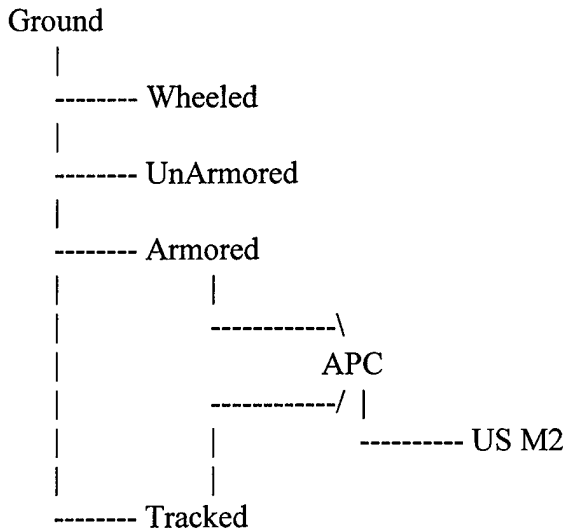 Ground
|
-------- Wheeled
|
-------- UnArmored
|
-------- Armored
| |
| ------------\
| APC
| ------------/ |
| | ---------- US M2
| |
-------- Tracked